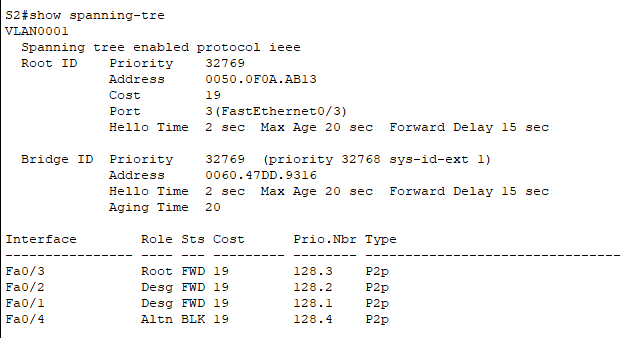 S2#show spanning-tre
VLAN0001
  Spanning tree enabled protocol ieee
  Root ID    Priority    32769
             Address     0050.0F0A.AB13
             Cost        19
             Port        3(FastEthernet0/3)
             Hello Time  2 sec  Max Age 20 sec  Forward Delay 15 sec

  Bridge ID  Priority    32769  (priority 32768 sys-id-ext 1)
             Address     0060.47DD.9316
             Hello Time  2 sec  Max Age 20 sec  Forward Delay 15 sec
             Aging Time  20

Interface        Role Sts Cost      Prio.Nbr Type
---------------- ---- --- --------- -------- --------------------------------
Fa0/3            Root FWD 19        128.3    P2p
Fa0/2            Desg FWD 19        128.2    P2p
Fa0/1            Desg FWD 19        128.1    P2p
Fa0/4            Altn BLK 19        128.4    P2p